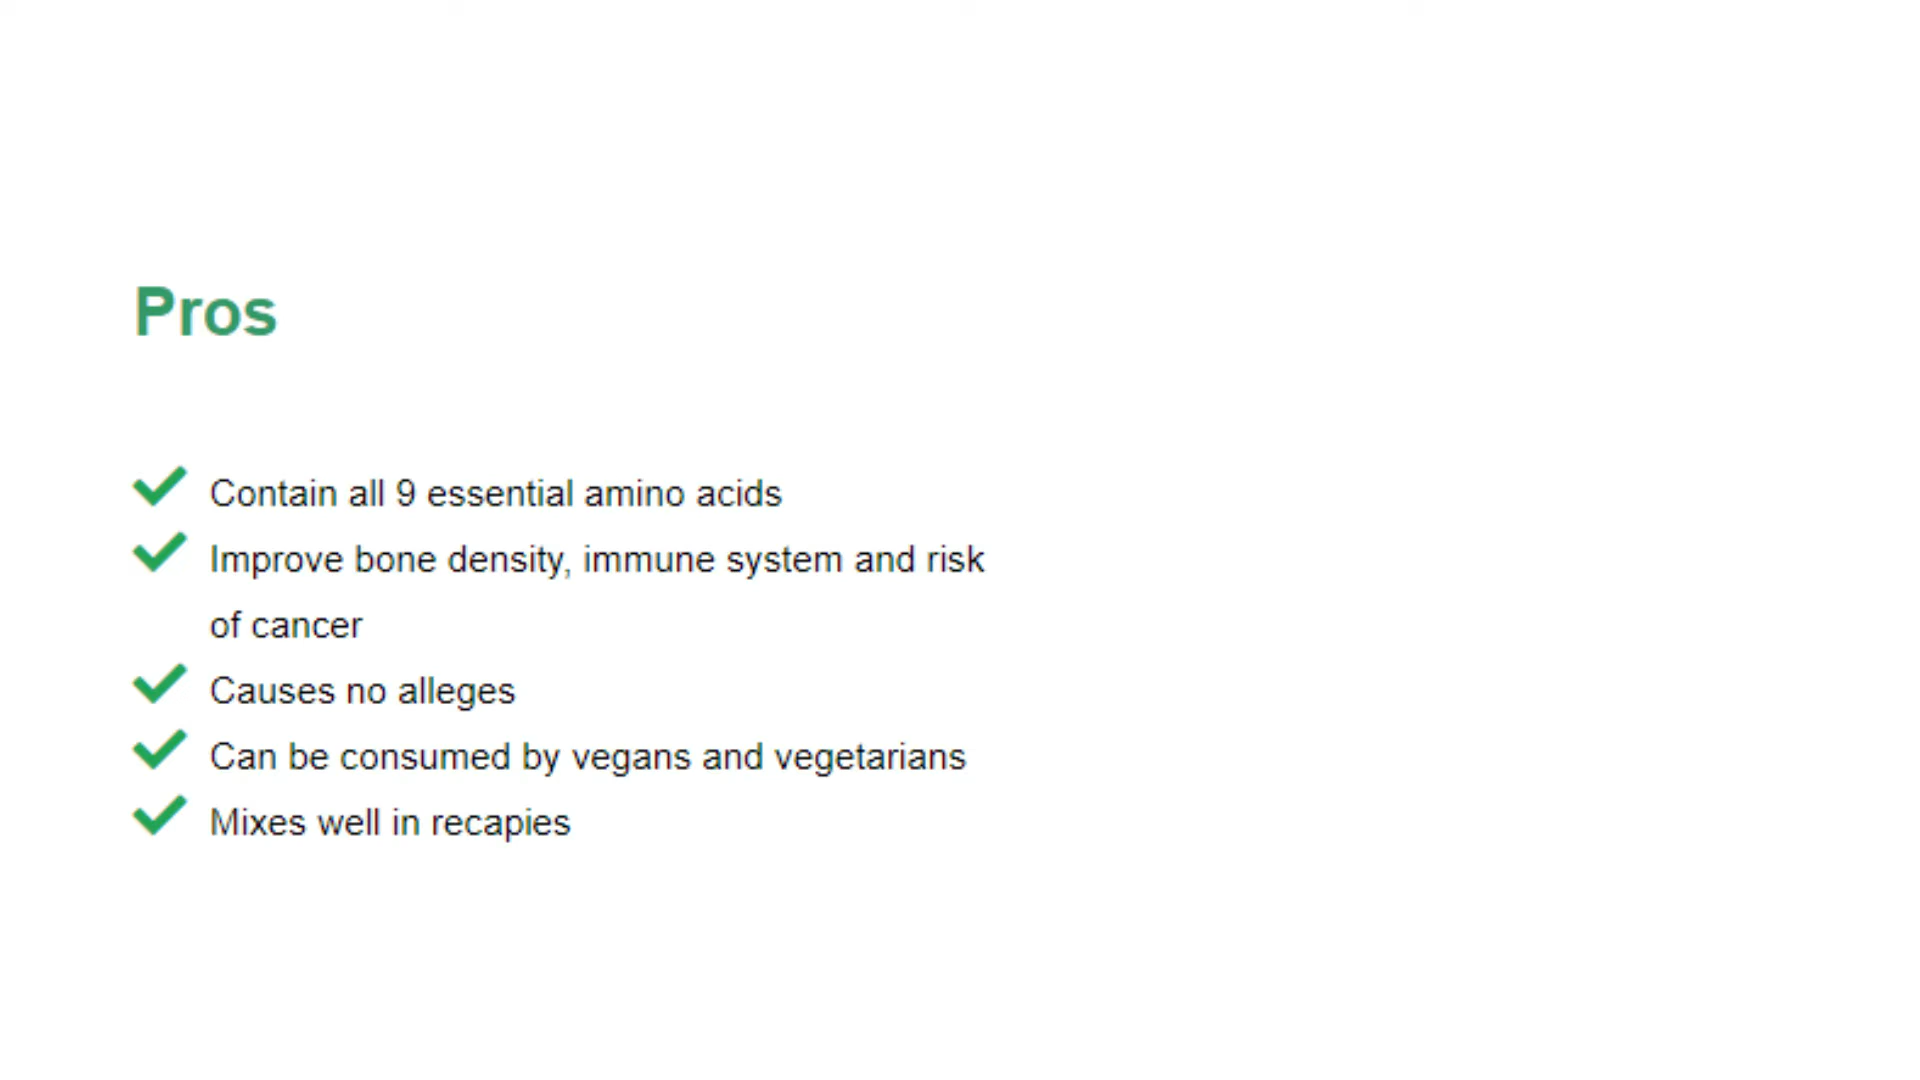 Pros
Contain all 9 essential amino acids
Improve bone density, immune system and risk
of cancer
Causes no alleges
Can be consumed by vegans and vegetarians
Mixes well in recapies